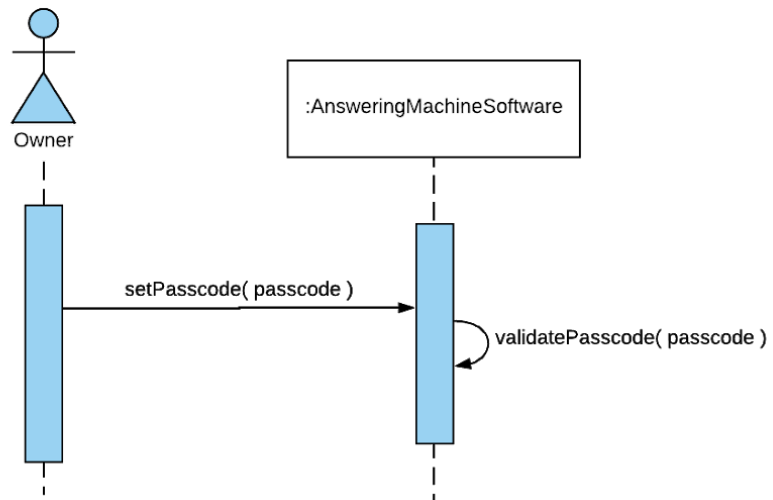 Owner
:AnsweringMachineSoftware
setPasscode( passcode )
validatePasscode( passcode )